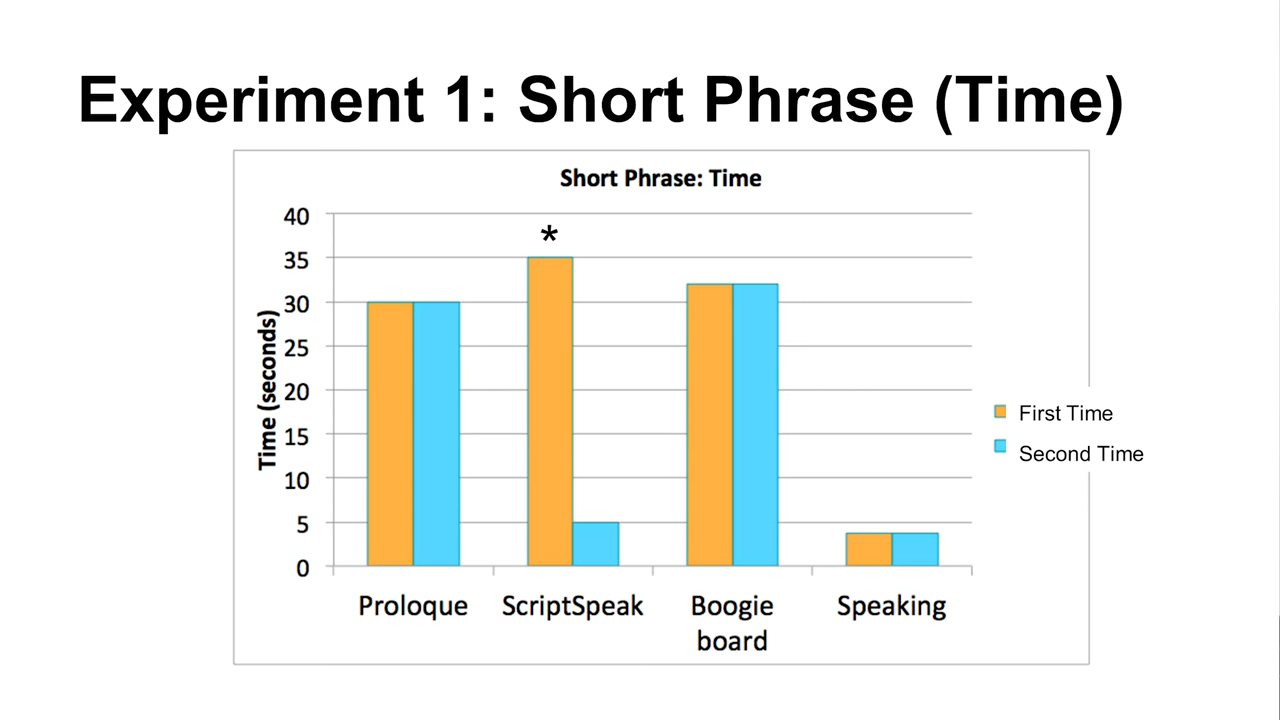 Experiment 1: Short Phrase (Time)
Short Phrase: Time
40
35
30
25
20
15
10
5
0
Time (seconds)
*
Proloque
ScriptSpeak
Boogie
board
Speaking
First Time
Second Time